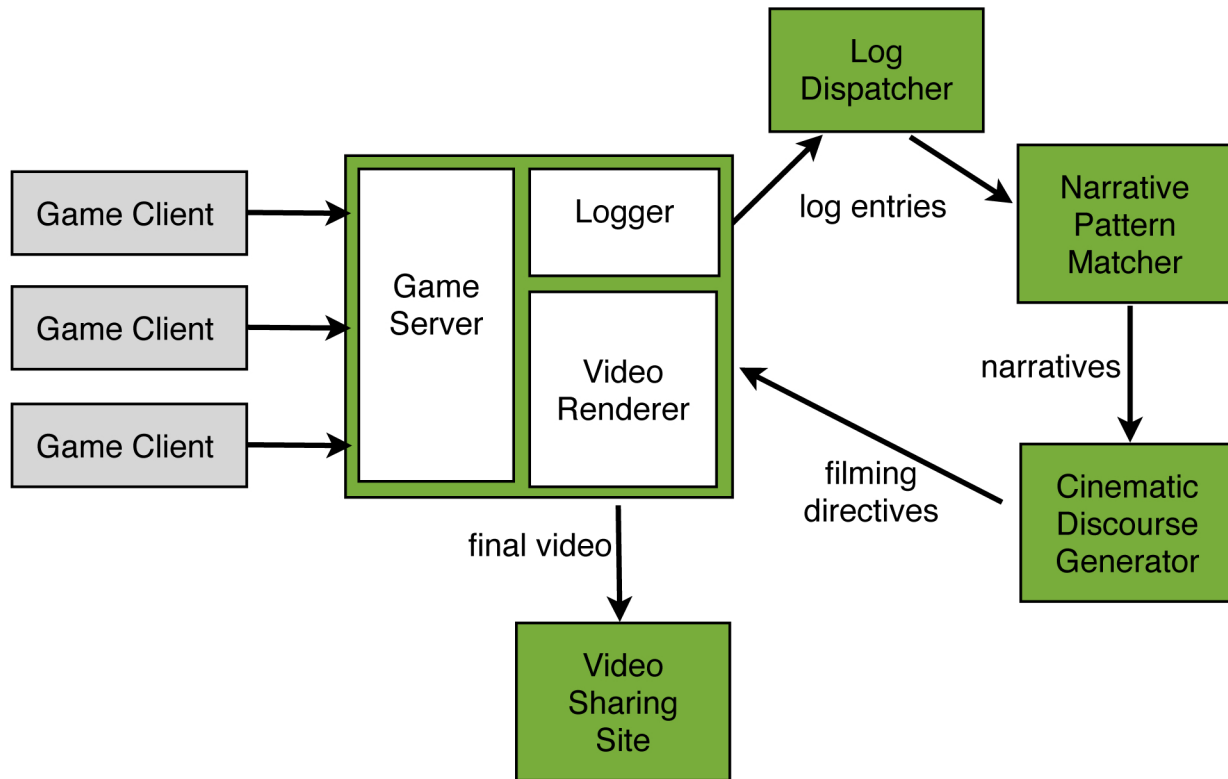 Log
Dispatcher
Game Client
Game Client
Game Client
Game
Server
Logger
Video
Renderer
log entries
Narrative
Pattern
Matcher
narratives
filming
directives
Cinematic
Discourse
Generator
final video
Video
Sharing
Site